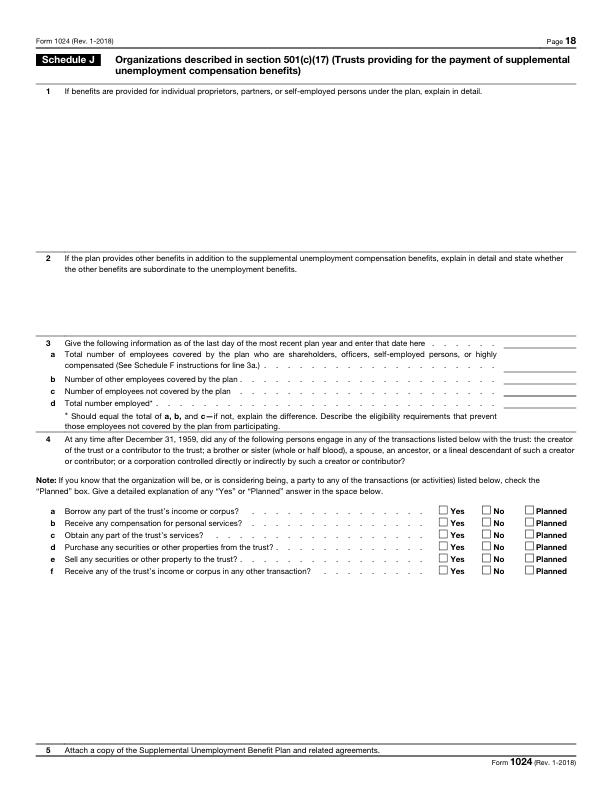 Form 1024 (Rev. 1-2018) Page 18
Schedule J Organizations described in section 501(c)(17) (Trusts providing for the payment of supplemental
unemployment compensation benefits)
1 If benefits are provided for individual proprietors, partners, or self-employed persons under the plan, explain in detail.
2 If the plan provides other benefits in addition to the supplemental unemployment compensation benefits, explain in detail and state whether
the other benefits are subordinate to the unemployment benefits.
3 Give the following information as of the last day of the most recent plan year and enter that date here . . . . . .
a Total number of employees covered by the plan who are shareholders, officers, self-employed persons, or highly
compensated (See Schedule F instructions for line 3a.) . . . . . . . . . . . . . . . . . .
b Number of other employees covered by the plan . . . . . . . . . . . . . . . . . . . .
c Number of employees not covered by the plan . . . . . . . . . . . . . . . . . . . .
d Total number employed* . . . . . . . . . . . . . . . . . . . . . . . . . . .
* Should equal the total of a, b, and c—if not, explain the difference. Describe the eligibility requirements that prevent
those employees not covered by the plan from participating.
4 At any time after December 31, 1959, did any of the following persons engage in any of the transactions listed below with the trust: the creator
of the trust or a contributor to the trust; a brother or sister (whole or half blood), a spouse, an ancestor, or a lineal descendant of such a creator
or contributor; or a corporation controlled directly or indirectly by such a creator or contributor?
Note: If you know that the organization will be, or is considering being, a party to any of the transactions (or activities) listed below, check the
“Planned” box. Give a detailed explanation of any “Yes” or “Planned” answer in the space below.
a Borrow any part of the trust’s income or corpus? . . . . . . . . . . . . . . Yes No Planned
b Receive any compensation for personal services? . . . . . . . . . . . . . . Yes No Planned
c Obtain any part of the trust’s services? . . . . . . . . . . . . . . . . Yes No Planned
d Purchase any securities or other properties from the trust? . . . . . . . . . . . . Yes No Planned
e Sell any securities or other property to the trust? . . . . . . . . . . . . . . . Yes No Planned
f Receive any of the trust’s income or corpus in any other transaction? . . . . . . . . Yes No Planned
5 Attach a copy of the Supplemental Unemployment Benefit Plan and related agreements.
Form 1024 (Rev. 1-2018)